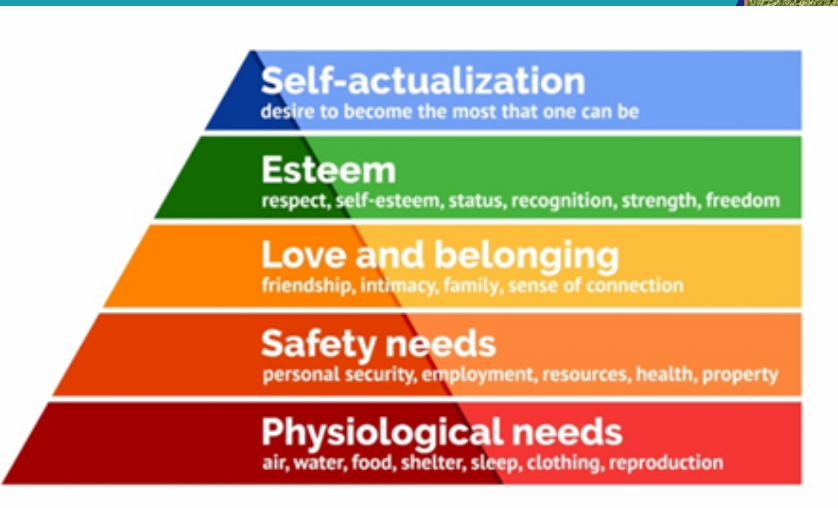 Self-actualization
desire to become the most that one can be
Esteem
respect, self-esteem, status, recognition, strength, freedom
Love and belonging
friendship, intimacy, family, sense of connection
Safety needs
personal security, employment, resources, health, property
Physiological needs
air, water, food, shelter, sleep, clothing, reproduction